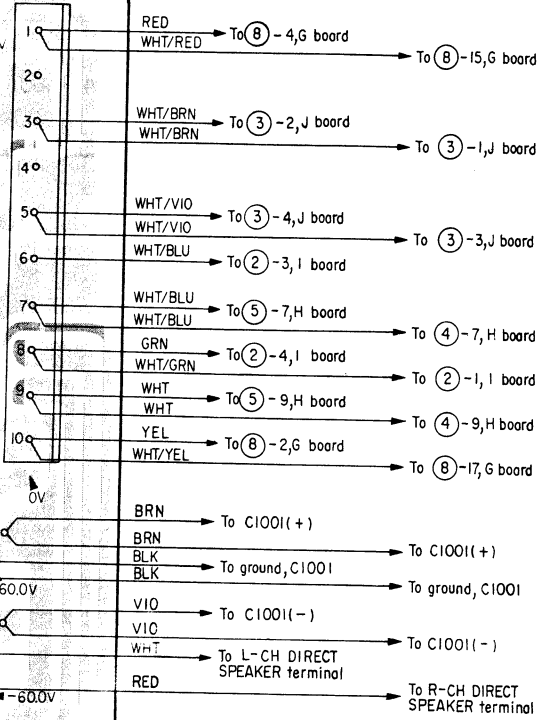 1 RED To 8-4,G board
WHT/RED To 8-15,G board
2
3 WHT/BRN To 3-2,J board
WHT/BRN To 3-1,J board
4
5 WHT/VIO To 3-4,J board
WHT/VIO To 3-3,J board
6 WHT/BLU To 2-3,I board
7 WHT/BLU To 5-7,H board
WHT/BLU To 4-7,H board
8 GRN To 2-4,I board
WHT/GRN To 2-1,I board
9 WHT To 5-9,H board
WHT To 4-9,H board
10 YEL To 8-2,G board
WHT/YEL To 8-17,G board
0V
BRN To C1001(+)
BRN To C1001(+)
BLK To ground, C1001
BLK To ground, C1001
60.0V
VIO To C1001(-)
VIO To C1001(-)
WHT To L-CH DIRECT
SPEAKER terminal
RED To R-CH DIRECT
SPEAKER terminal
-60.0V